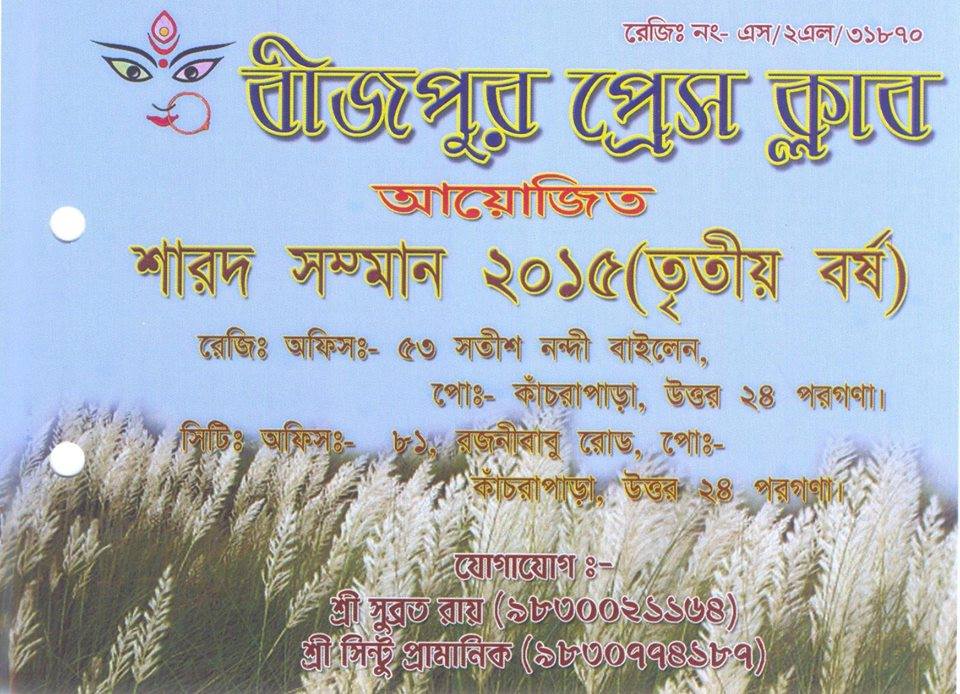 রেজিঃ নং- এস/২এল/৩১৮৭০
বীজপুর প্রেস ক্লাব
আয়োজিত
শারদ সম্মান ২০১৫(তৃতীয় বর্ষ)
রেজিঃ অফিসঃ- ৫৩ সতীশ নন্দী বাইলেন,
পোঃ- কাঁচরাপাড়া, উত্তর ২৪ পরগণা।
সিটিঃ অফিসঃ- ৮১, রজনীবাবু রোড, পোঃ-
কাঁচরাপাড়া, উত্তর ২৪ পরগণা।
যোগাযোগ ঃ-
শ্রী সুব্রত রায় (৯৮৩০০২১১৬৪)
শ্রী সিন্টু প্রামানিক (৯৮৩০৭৭৪১৮৭)